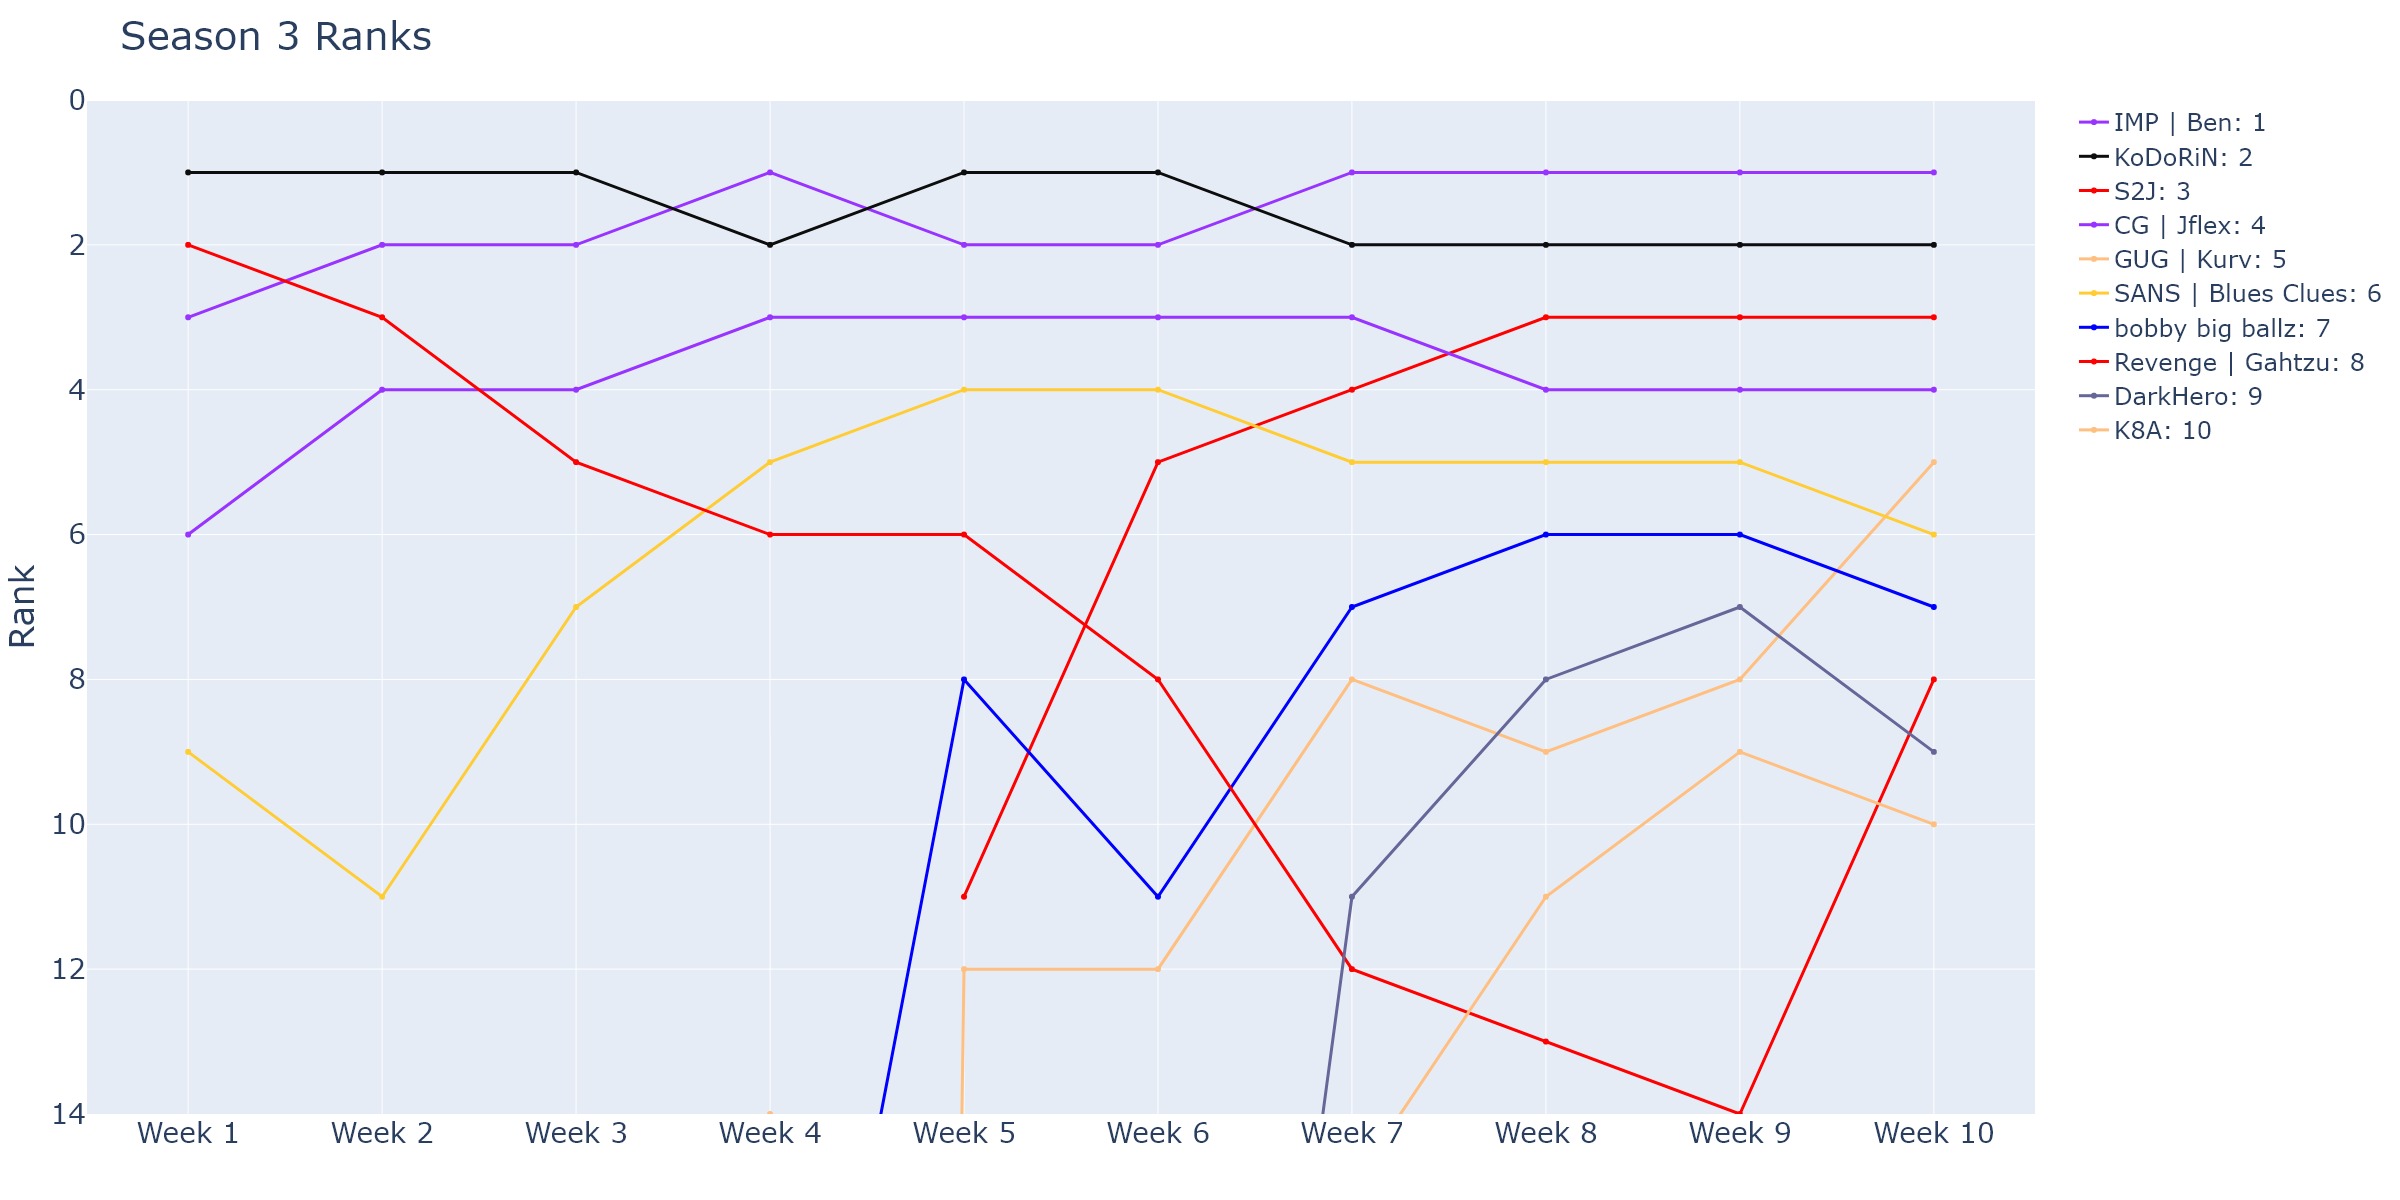 Season 3 Ranks
Rank
0
2
4
6
8
10
12
14
Week 1
Week 2
Week 3
Week 4
Week 5
Week 6
Week 7
Week 8
Week 9
Week 10
IMP | Ben: 1
KoDoRiN: 2
S2J: 3
CG | Jflex: 4
GUG | Kurv: 5
SANS | Blues Clues: 6
bobby big ballz: 7
Revenge | Gahtzu: 8
DarkHero: 9
K8A: 10